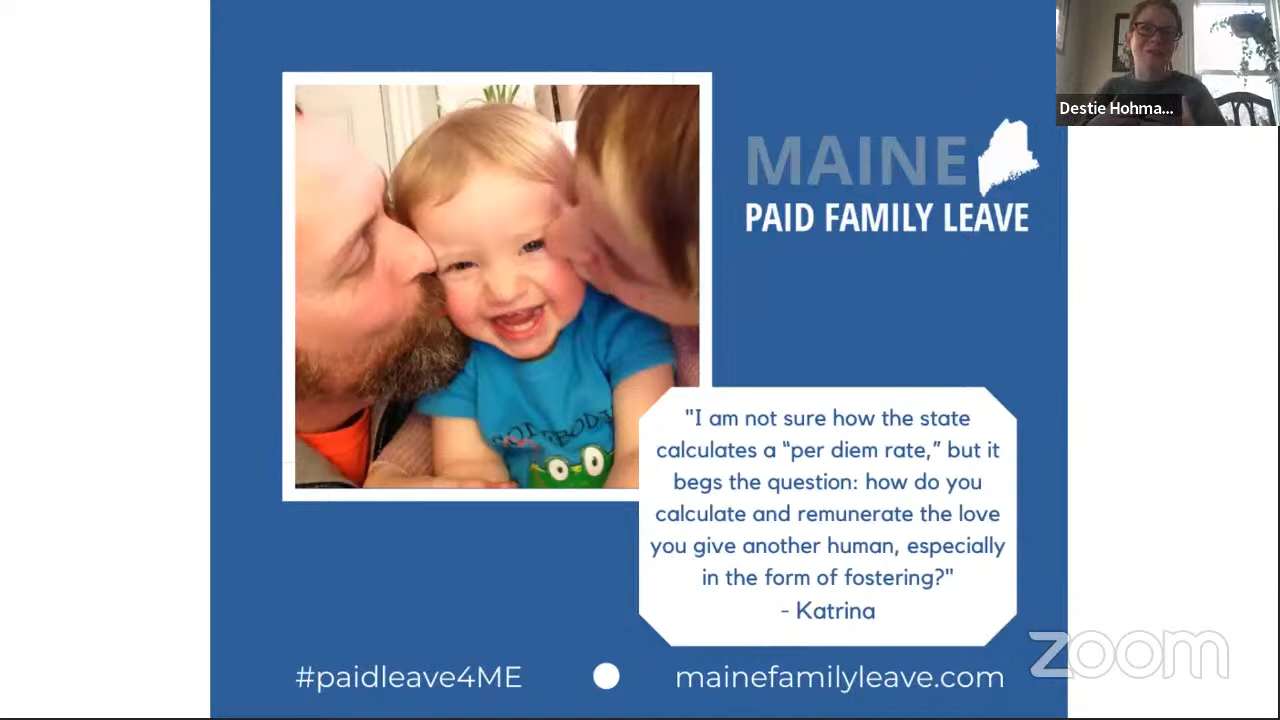 Destie Hohma...
MAINE
PAID FAMILY LEAVE
"I am not sure how the state
calculates a “per diem rate,” but it
begs the question: how do you
calculate and remunerate the love
you give another human, especially
in the form of fostering?"
- Katrina
#paidleave4ME
mainefamilyleave.com
zoom